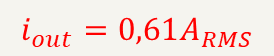 i_out = 0,61A_RMS